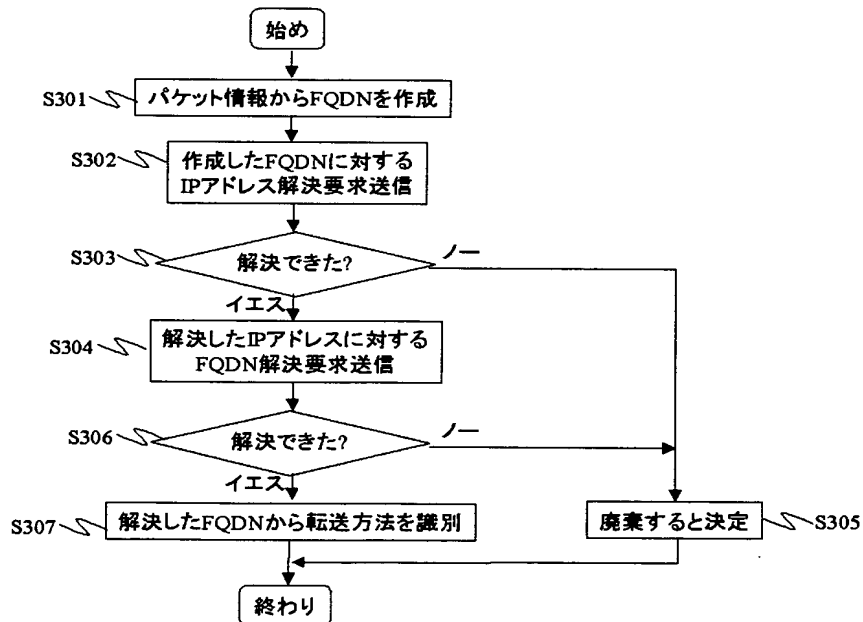 始め
S301
パケット情報からFQDNを作成
S302
作成したFQDNに対する
IPアドレス解決要求送信
S303
解決できた?
ノー
イエス
S304
解決したIPアドレスに対する
FQDN解決要求送信
S306
解決できた?
ノー
イエス
S307
解決したFQDNから転送方法を識別
廃棄すると決定
S305
終わり